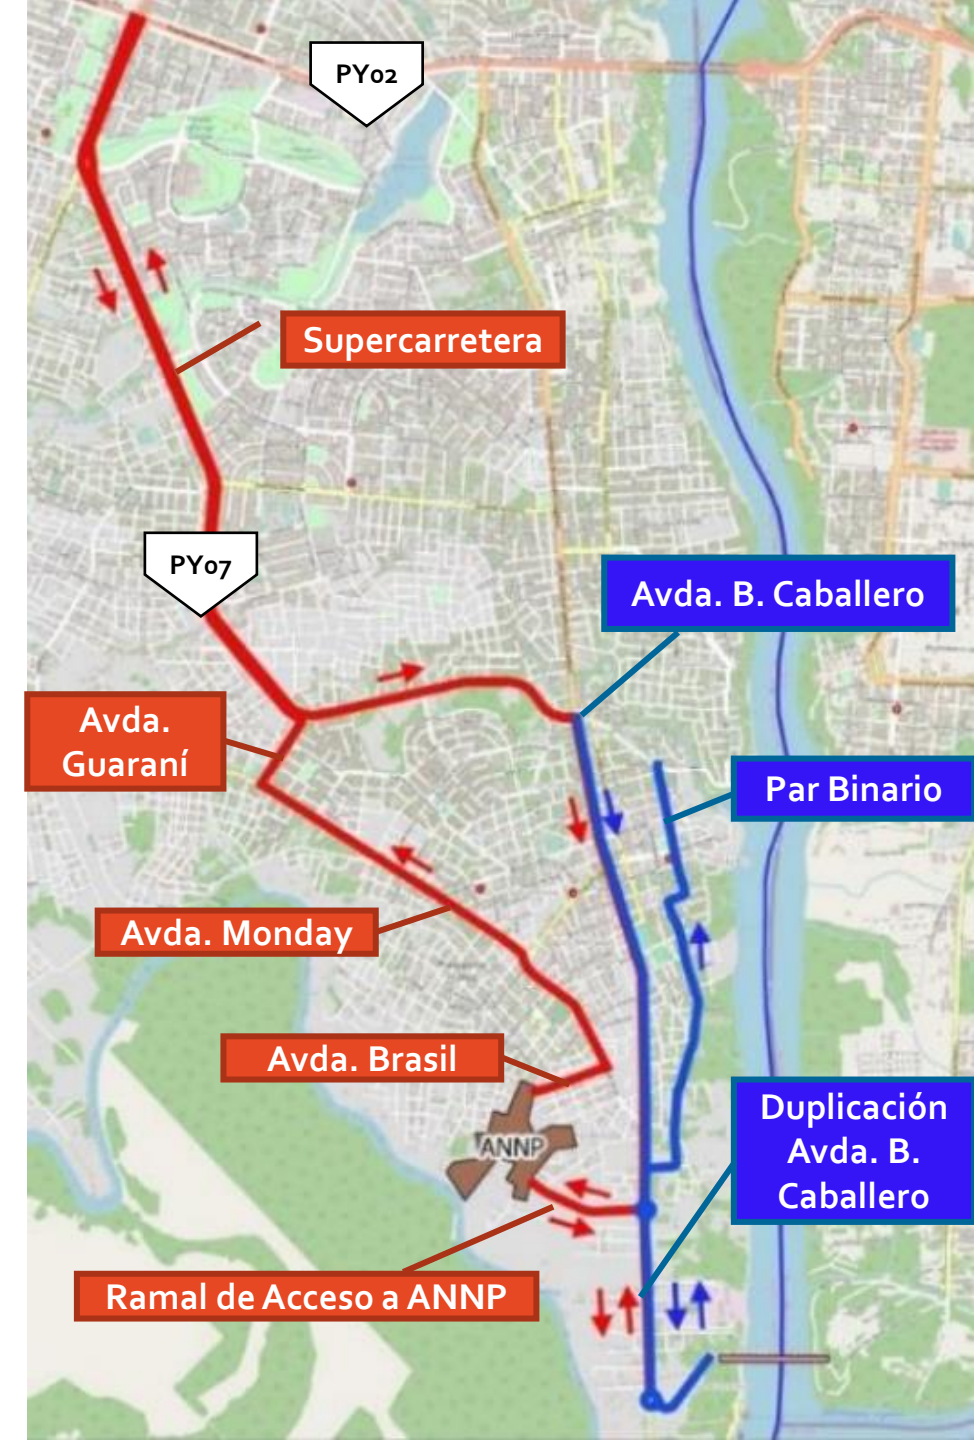 PY02
Supercarretera
PY07
Avda. B. Caballero
Avda.
Guaraní
Par Binario
Avda. Monday
Avda. Brasil
Duplicación
Avda. B.
Caballero
ANNP
Ramal de Acceso a ANNP